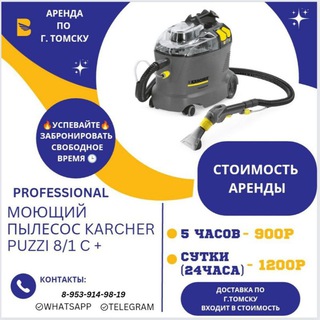 АРЕНДА
ПО
Г. ТОМСКУ
KARCHER
🔥УСПЕВАЙТЕ🔥
ЗАБРОНИРОВАТЬ
СВОБОДНОЕ
ВРЕМЯ 🕒
СТОИМОСТЬ
АРЕНДЫ
PROFESSIONAL
МОЮЩИЙ
ПЫЛЕСОС KARCHER
PUZZI 8/1 C +
5 ЧАСОВ - 900Р
СУТКИ
(24ЧАСА) - 1200Р
КОНТАКТЫ:
8-953-914-98-19
WHATSAPP TELEGRAM
ДОСТАВКА ПО
Г.ТОМСКУ
ВХОДИТ В СТОИМОСТЬ